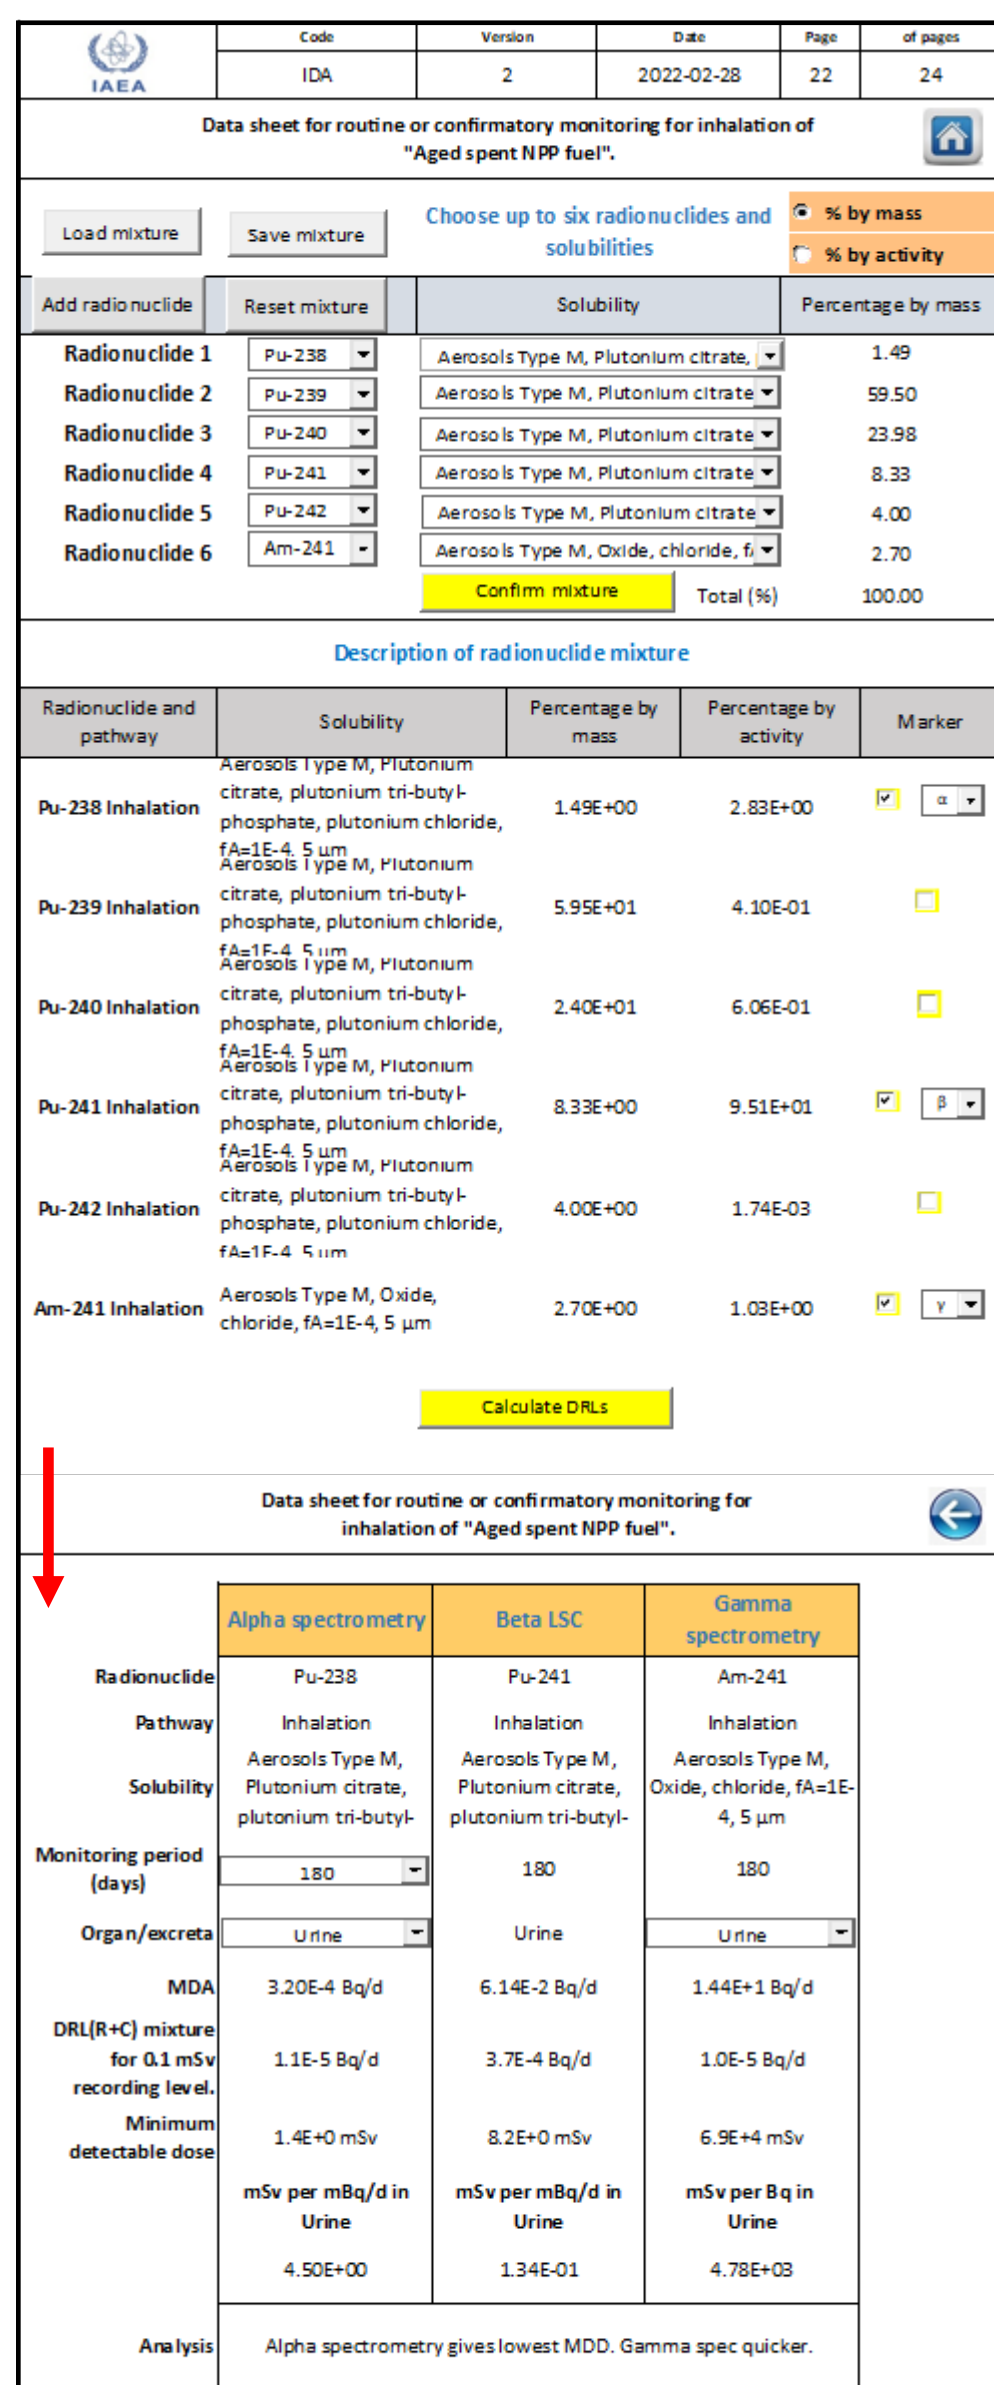 Code Version Date Page of pages
IAEA IDA 2 2022-02-28 22 24
Data sheet for routine or confirmatory monitoring for inhalation of
"Aged spent NPP fuel".
Load mixture Save mixture Choose up to six radionuclides and solubilities % by mass
% by activity
Add radionuclide Reset mixture Solubility Percentage by mass
Radionuclide 1 Pu-238 Aerosols Type M, Plutonium citrate, 1.49
Radionuclide 2 Pu-239 Aerosols Type M, Plutonium citrate 59.50
Radionuclide 3 Pu-240 Aerosols Type M, Plutonium citrate 23.98
Radionuclide 4 Pu-241 Aerosols Type M, Plutonium citrate 8.33
Radionuclide 5 Pu-242 Aerosols Type M, Plutonium citrate 4.00
Radionuclide 6 Am-241 Aerosols Type M, Oxide, chloride, f 2.70
Confirm mixture Total (%) 100.00
Description of radionuclide mixture
Radionuclide and pathway Solubility Percentage by mass Percentage by activity Marker
Aerosols Type M, Plutonium
citrate, plutonium tri-butyl-
Pu-238 Inhalation phosphate, plutonium chloride, 1.49E+00 2.83E+00 α
fA=1E-4, 5 µm
Aerosols Type M, Plutonium
citrate, plutonium tri-butyl-
Pu-239 Inhalation phosphate, plutonium chloride, 5.95E+01 4.10E-01
fA=1E-4, 5 µm
Aerosols Type M, Plutonium
citrate, plutonium tri-butyl-
Pu-240 Inhalation phosphate, plutonium chloride, 2.40E+01 6.06E-01
fA=1E-4, 5 µm
Aerosols Type M, Plutonium
citrate, plutonium tri-butyl-
Pu-241 Inhalation phosphate, plutonium chloride, 8.33E+00 9.51E+01 β
fA=1E-4, 5 µm
Aerosols Type M, Plutonium
citrate, plutonium tri-butyl-
Pu-242 Inhalation phosphate, plutonium chloride, 4.00E+00 1.74E-03
fA=1E-4, 5 µm
Aerosols Type M, Oxide,
Am-241 Inhalation chloride, fA=1E-4, 5 µm 2.70E+00 1.03E+00 γ
Calculate DRLs
Data sheet for routine or confirmatory monitoring for
inhalation of "Aged spent NPP fuel".
Alpha spectrometry Beta LSC Gamma spectrometry
Radionuclide Pu-238 Pu-241 Am-241
Pathway Inhalation Inhalation Inhalation
Aerosols Type M, Aerosols Type M, Aerosols Type M,
Solubility Plutonium citrate, Plutonium citrate, Oxide, chloride, fA=1E-
plutonium tri-butyl- plutonium tri-butyl- 4, 5 µm
Monitoring period
(days) 180 180 180
Organ/excreta Urine Urine Urine
MDA 3.20E-4 Bq/d 6.14E-2 Bq/d 1.44E+1 Bq/d
DRL(R+C) mixture
for 0.1 mSv 1.1E-5 Bq/d 3.7E-4 Bq/d 1.0E-5 Bq/d
recording level.
Minimum
detectable dose 1.4E+0 mSv 8.2E+0 mSv 6.9E+4 mSv
mSv per mBq/d in mSv per mBq/d in mSv per Bq in
Urine Urine Urine
4.50E+00 1.34E-01 4.78E+03
Analysis Alpha spectrometry gives lowest MDD. Gamma spec quicker.